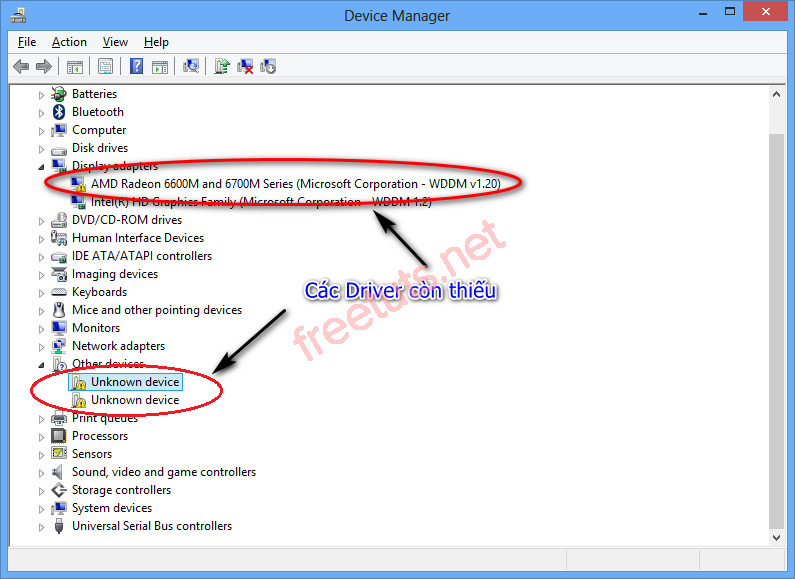 Device Manager
File Action View Help
Batteries
Bluetooth
Computer
Disk drives
Display adapters
AMD Radeon 6600M and 6700M Series (Microsoft Corporation - WDDM v1.20)
Intel(R) HD Graphics Family (Microsoft Corporation - WDDM 1.2)
DVD/CD-ROM drives
Human Interface Devices
IDE ATA/ATAPI controllers
Imaging devices
Keyboards
Các Driver còn thiếu
Mice and other pointing devices
Monitors
Network adapters
freetuts.net
Other devices
Unknown device
Unknown device
Print queues
Processors
Sensors
Sound, video and game controllers
Storage controllers
System devices
Universal Serial Bus controllers